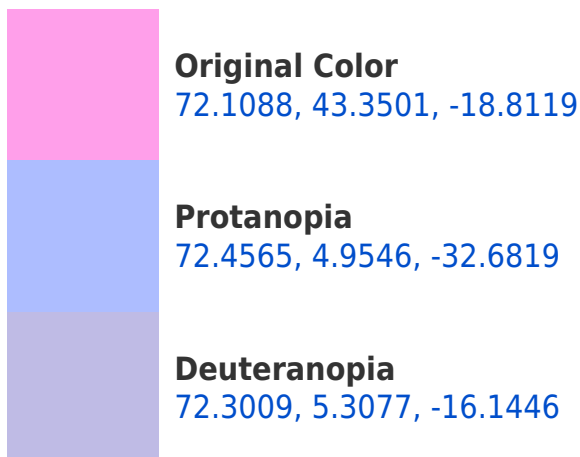 Original Color
72.1088, 43.3501, -18.8119
Protanopia
72.4565, 4.9546, -32.6819
Deuteranopia
72.3009, 5.3077, -16.1446